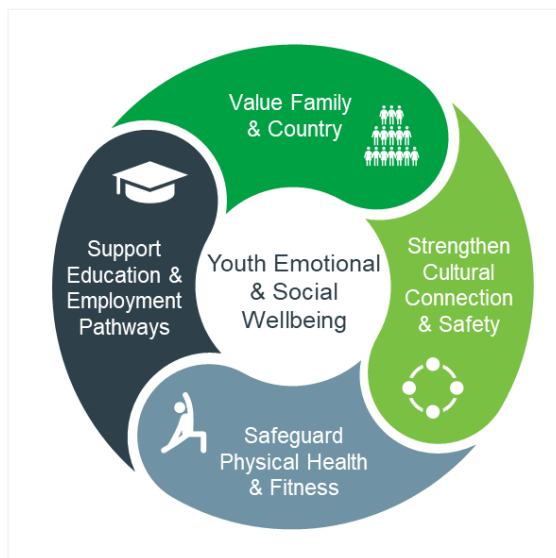 Value Family
& Country
Support
Education &
Employment
Pathways
Youth Emotional
& Social
Wellbeing
Strengthen
Cultural
Connection
& Safety
Safeguard
Physical Health
& Fitness